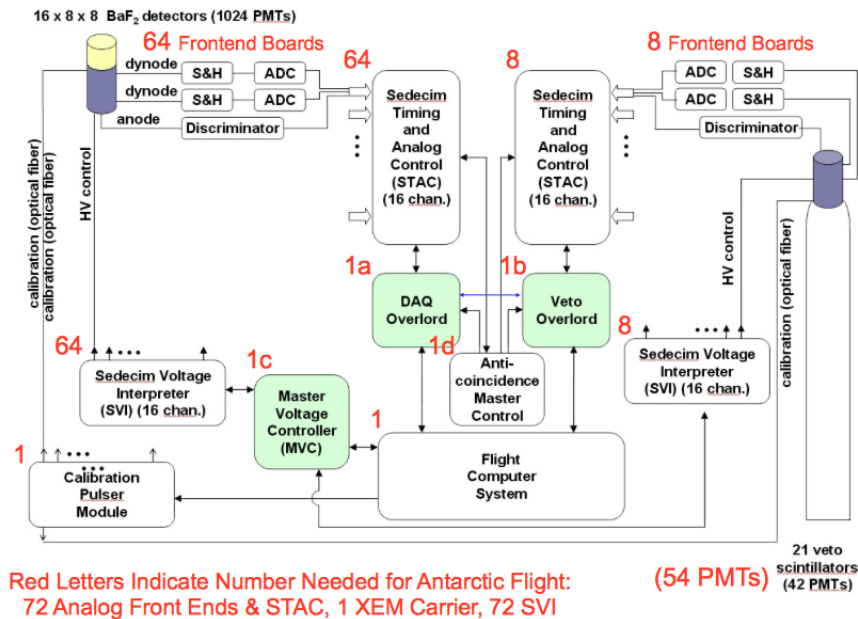 16 x 8 x 8 BaF₂ detectors (1024 PMTs)
64 Frontend Boards
64
8
8 Frontend Boards
dynode
S&H
ADC
dynode
S&H
ADC
anode
Discriminator
Sedecim
Timing
and
Analog
Control
(STAC)
(16 chan.)
Sedecim
Timing
and
Analog
Control
(STAC)
(16 chan.)
ADC
S&H
ADC
S&H
Discriminator
calibration (optical fiber)
calibration (optical fiber)
HV control
HV control
calibration (optical fiber)
1a
DAQ
Overlord
1b
Veto
Overlord
64
Sedecim Voltage
Interpreter
(SVI) (16 chan.)
1c
Master
Voltage
Controller
(MVC)
1d
Anti-
coincidence
Master
Control
8
Sedecim Voltage
Interpreter
(SVI) (16 chan.)
1
Calibration
Pulser
Module
1
Flight
Computer
System
21 veto
scintillators
(42 PMTs)
(54 PMTs)
Red Letters Indicate Number Needed for Antarctic Flight:
72 Analog Front Ends & STAC, 1 XEM Carrier, 72 SVI